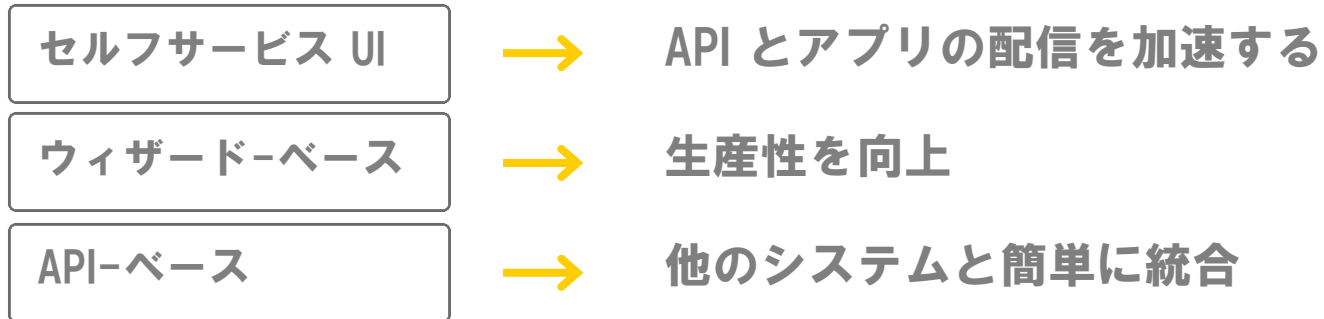 セルフサービス UI → API とアプリの配信を加速する
ウィザード-ベース → 生産性を向上
API-ベース → 他のシステムと簡単に統合